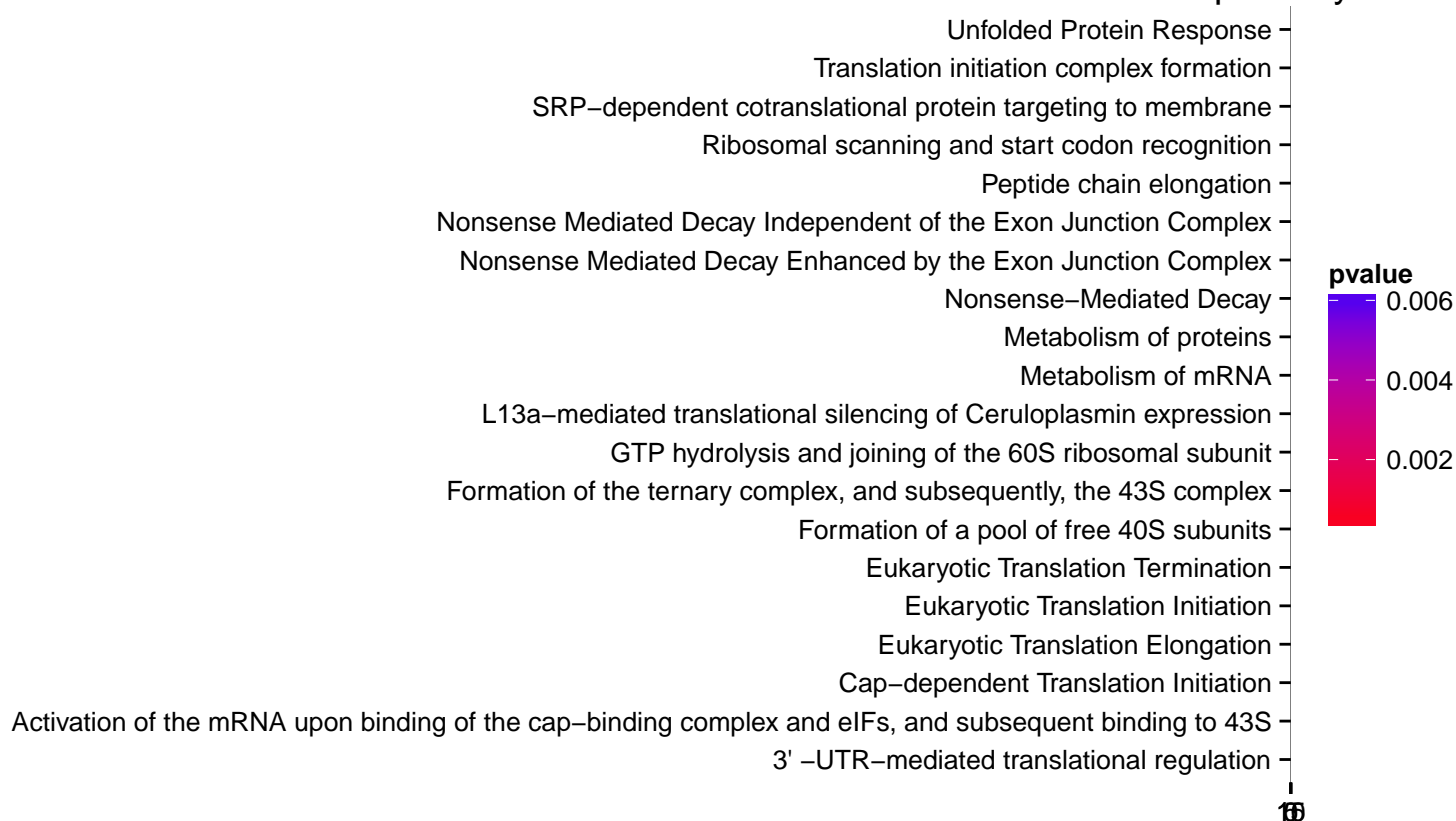 Unfolded Protein Response
Translation initiation complex formation
SRP−dependent cotranslational protein targeting to membrane
Ribosomal scanning and start codon recognition
Peptide chain elongation
Nonsense Mediated Decay Independent of the Exon Junction Complex
Nonsense Mediated Decay Enhanced by the Exon Junction Complex
Nonsense−Mediated Decay
Metabolism of proteins
Metabolism of mRNA
L13a−mediated translational silencing of Ceruloplasmin expression
GTP hydrolysis and joining of the 60S ribosomal subunit
Formation of the ternary complex, and subsequently, the 43S complex
Formation of a pool of free 40S subunits
Eukaryotic Translation Termination
Eukaryotic Translation Initiation
Eukaryotic Translation Elongation
Cap−dependent Translation Initiation
Activation of the mRNA upon binding of the cap−binding complex and eIFs, and subsequent binding to 43S
3' −UTR−mediated translational regulation
pvalue
0.006
0.004
0.002